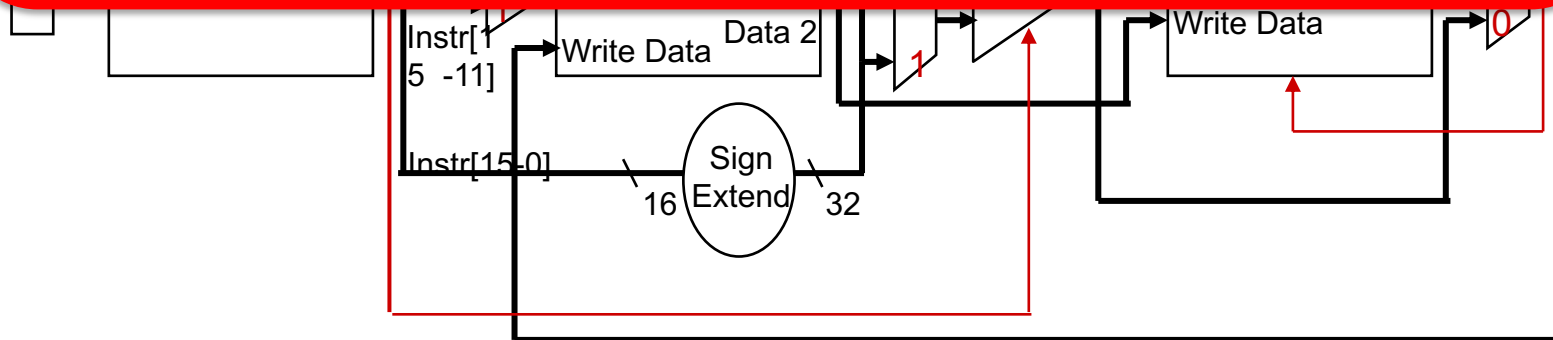 Instr[1
5 -11]
Write Data
Data 2
1
Write Data
0
Instr[15-0]
16
Sign
Extend
32